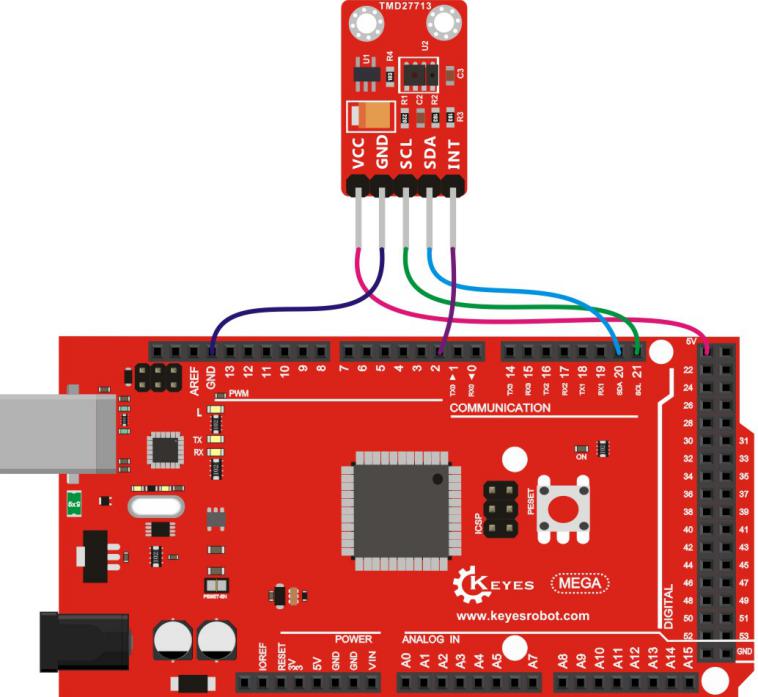 TMD27713
U1
R4
U2
C3
R1
C2
R2
R3
VCC
GND
SCL
SDA
INT
5V
AREF
GND
13
12
11
10
9
8
7
6
5
4
3
2
TX0 ▶ 1
RX0 ◀ 0
TX3 14
RX3 15
TX2 16
RX2 17
TX1 18
RX1 19
SDA 20
SCL 21
PWM
COMMUNICATION
L
TX
RX
22
24
26
28
30 31
32 33
34 35
36 37
38 39
40 41
42 43
44 45
46 47
48 49
50 51
52 53
GND
DIGITAL
ON
ICSP
PESET
KEYES
MEGA
www.keyesrobot.com
POWER
ANALOG IN
IOREF
RESET
3V3
5V
GND
GND
VIN
A0
A1
A2
A3
A4
A5
A7
A8
A9
A10
A11
A12
A13
A14
A15